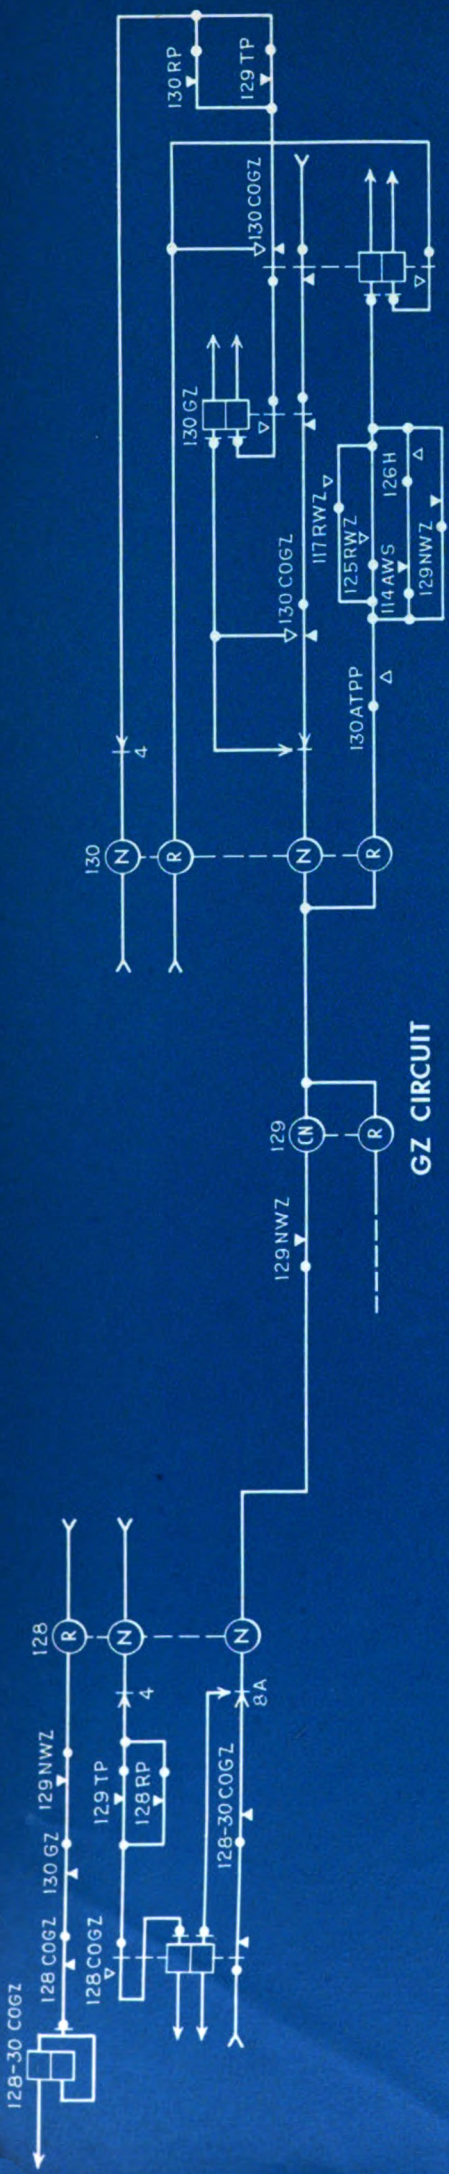 130 RP
129 TP
130 COGZ
130 GZ
130 COGZ
117 RWZ
125 RWZ
114 AWS
126 H
129 NWZ
130 ATPP
130
N
4
R
N
R
129
CN
R
129 NWZ
GZ CIRCUIT
128
R
N
N
4
8A
129 NWZ
130 GZ
128 COGZ
128-30 COGZ
129 TP
128 RP
128 COGZ
128-30 COGZ